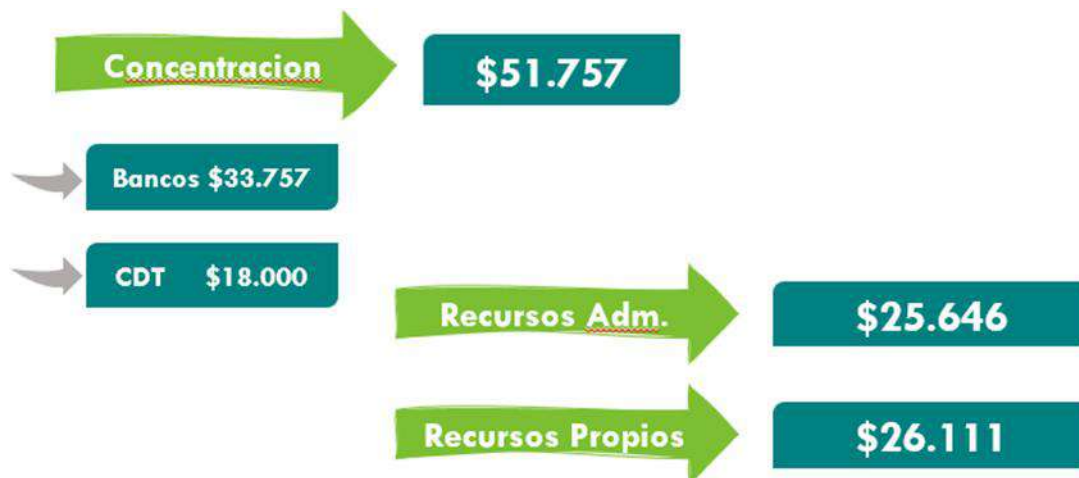 Concentracion $51.757
Bancos $33.757
CDT $18.000
Recursos Adm. $25.646
Recursos Propios $26.111